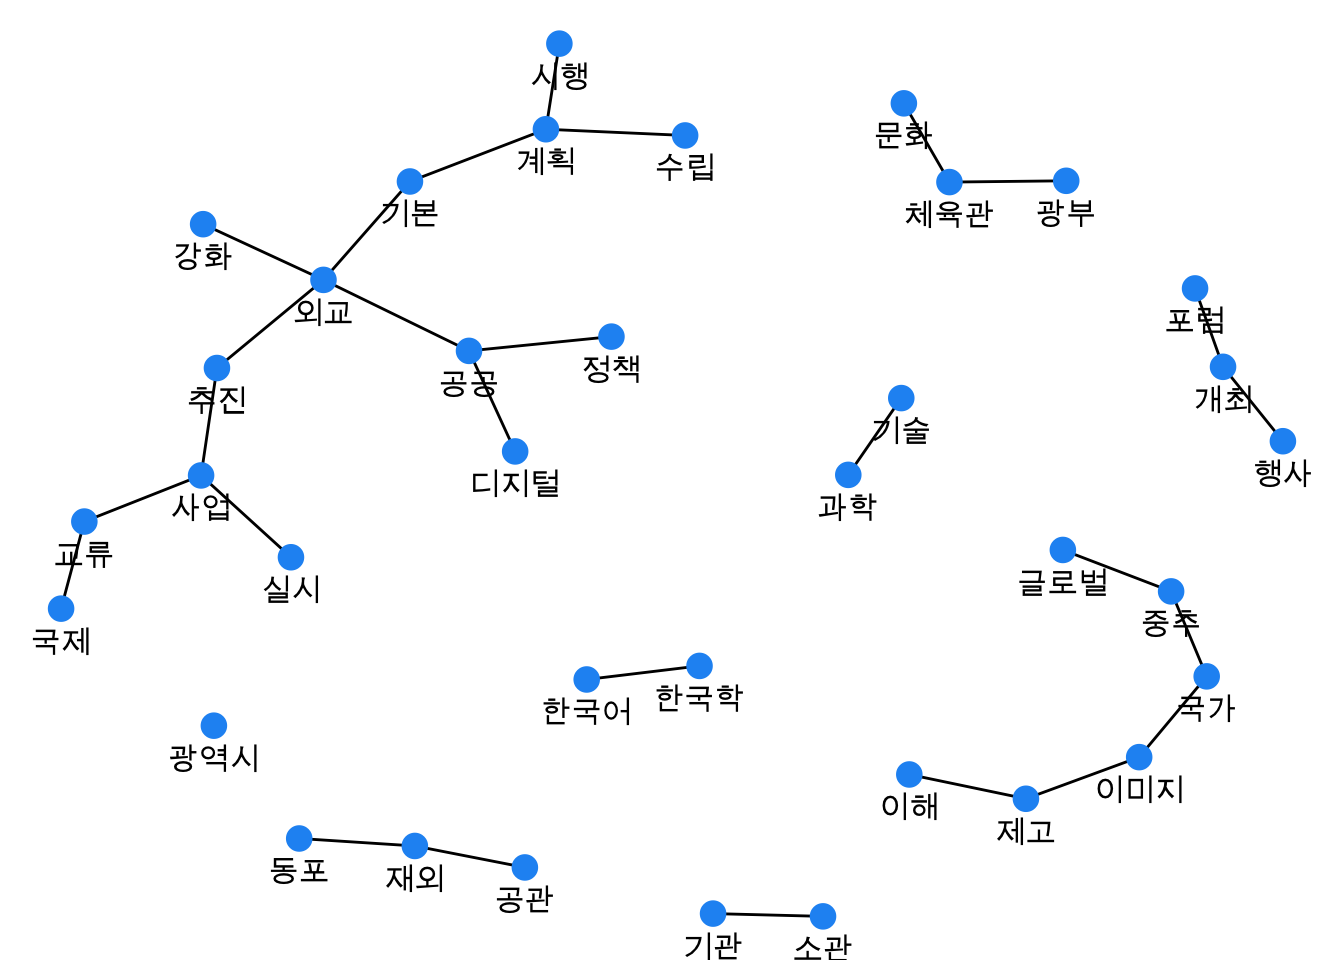 시행
문화
계획
수립
체육관
광부
기본
강화
외교
포럼
정책
공공
개최
추진
기술
행사
디지털
과학
사업
교류
글로벌
실시
중추
국제
한국학
한국어
국가
광역시
이미지
이해
제고
동포
재외
공관
기관
소관